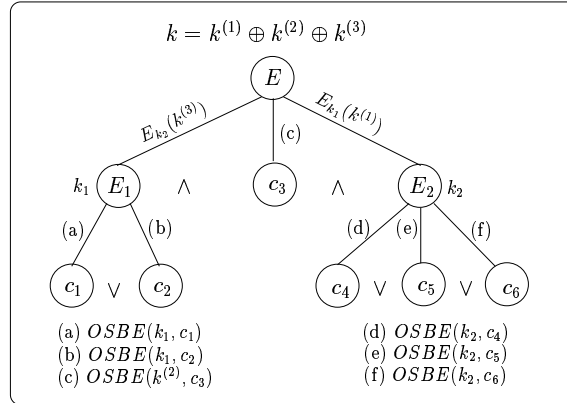 k = k^(1) ⊕ k^(2) ⊕ k^(3)
E
E_{k_2}(k^(3))
(c)
E_{k_1}(k^(1))
k_1 E_1 ∧ c_3 ∧ E_2 k_2
(a) (b) (d) (e) (f)
c_1 ∨ c_2 c_4 ∨ c_5 ∨ c_6
(a) OSBE(k_1, c_1)
(b) OSBE(k_1, c_2)
(c) OSBE(k^(2), c_3)
(d) OSBE(k_2, c_4)
(e) OSBE(k_2, c_5)
(f) OSBE(k_2, c_6)